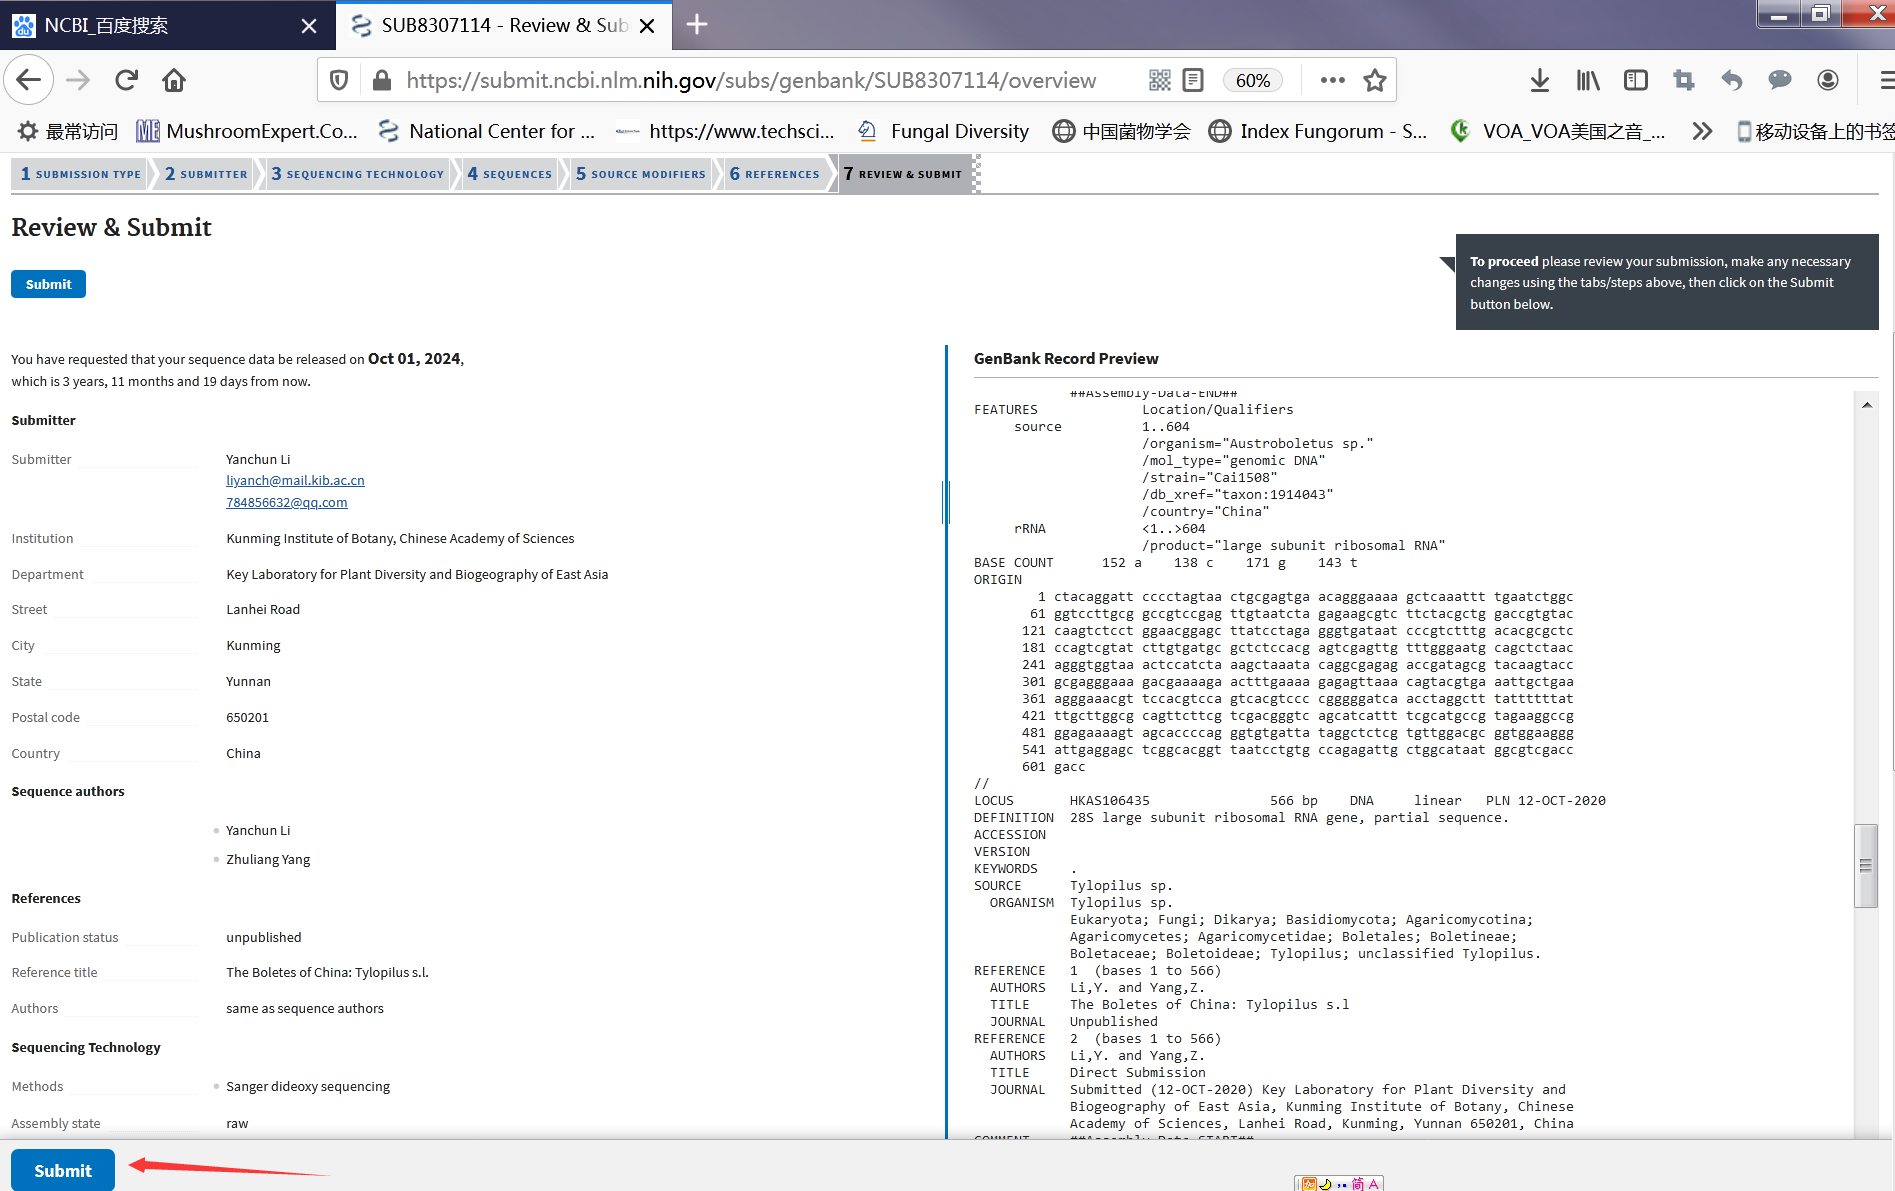 NCBI_百度搜索
SUB8307114 - Review & Sub
https://submit.ncbi.nlm.nih.gov/subs/genbank/SUB8307114/overview
60%
最常访问
MushroomExpert.Co...
National Center for ...
https://www.techsci...
Fungal Diversity
中国菌物学会
Index Fungorum - S...
VOA_VOA美国之音_...
移动设备上的书签
1 SUBMISSION TYPE
2 SUBMITTER
3 SEQUENCING TECHNOLOGY
4 SEQUENCES
5 SOURCE MODIFIERS
6 REFERENCES
7 REVIEW & SUBMIT
Review & Submit
Submit
To proceed please review your submission, make any necessary
changes using the tabs/steps above, then click on the Submit
button below.
You have requested that your sequence data be released on Oct 01, 2024,
which is 3 years, 11 months and 19 days from now.
Submitter
Submitter Yanchun Li
liyanch@mail.kib.ac.cn
784856632@qq.com
Institution Kunming Institute of Botany, Chinese Academy of Sciences
Department Key Laboratory for Plant Diversity and Biogeography of East Asia
Street Lanhei Road
City Kunming
State Yunnan
Postal code 650201
Country China
Sequence authors
Yanchun Li
Zhuliang Yang
References
Publication status unpublished
Reference title The Boletes of China: Tylopilus s.l.
Authors same as sequence authors
Sequencing Technology
Methods Sanger dideoxy sequencing
Assembly state raw
Submit
GenBank Record Preview
##Assembly-Data-END##
FEATURES Location/Qualifiers
source 1..604
/organism="Austroboletus sp."
/mol_type="genomic DNA"
/strain="Cai1508"
/db_xref="taxon:1914043"
/country="China"
rRNA <1..>604
/product="large subunit ribosomal RNA"
BASE COUNT 152 a 138 c 171 g 143 t
ORIGIN
1 ctacaggatt cccctagtaa ctgcgagtga acagggaaaa gctcaaattt tgaatctggc
61 ggtccttgcg gccgtccgag ttgtaatcta gagaagcgtc ttctacgctg gaccgtgtac
121 caagtctcct ggaacggagc ttatcctaga gggtgataat cccgtctttg acacgcgctc
181 ccagtcgtat cttgtgatgc gctctccacg agtcgagttg tttgggaatg cagctctaac
241 agggtggtaa actccatcta aagctaaata caggcgagag accgatagcg tacaagtacc
301 gcgagggaaa gacgaaaaga actttgaaaa gagagttaaa cagtacgtga aattgctgaa
361 agggaaacgt tccacgtcca gtcacgtccc cgggggatca acctaggctt tattttttat
421 ttgcttggcg cagttcttcg tcgacgggtc agcatcattt tcgcatgccg tagaaggccg
481 ggagaaaagt agcaccccag ggtgtgatta taggctctcg tgttggacgc ggtggaaggg
541 attgaggagc tcggcacggt taatcctgtg ccagagattg ctggcataat ggcgtcgacc
601 gacc
//
LOCUS HKAS106435 566 bp DNA linear PLN 12-OCT-2020
DEFINITION 28S large subunit ribosomal RNA gene, partial sequence.
ACCESSION
VERSION
KEYWORDS .
SOURCE Tylopilus sp.
ORGANISM Tylopilus sp.
Eukaryota; Fungi; Dikarya; Basidiomycota; Agaricomycotina;
Agaricomycetes; Agaricomycetidae; Boletales; Boletineae;
Boletaceae; Boletoideae; Tylopilus; unclassified Tylopilus.
REFERENCE 1 (bases 1 to 566)
AUTHORS Li,Y. and Yang,Z.
TITLE The Boletes of China: Tylopilus s.l
JOURNAL Unpublished
REFERENCE 2 (bases 1 to 566)
AUTHORS Li,Y. and Yang,Z.
TITLE Direct Submission
JOURNAL Submitted (12-OCT-2020) Key Laboratory for Plant Diversity and
Biogeography of East Asia, Kunming Institute of Botany, Chinese
Academy of Sciences, Lanhei Road, Kunming, Yunnan 650201, China
COMMENT ##Assembly-Data-START##
简 A